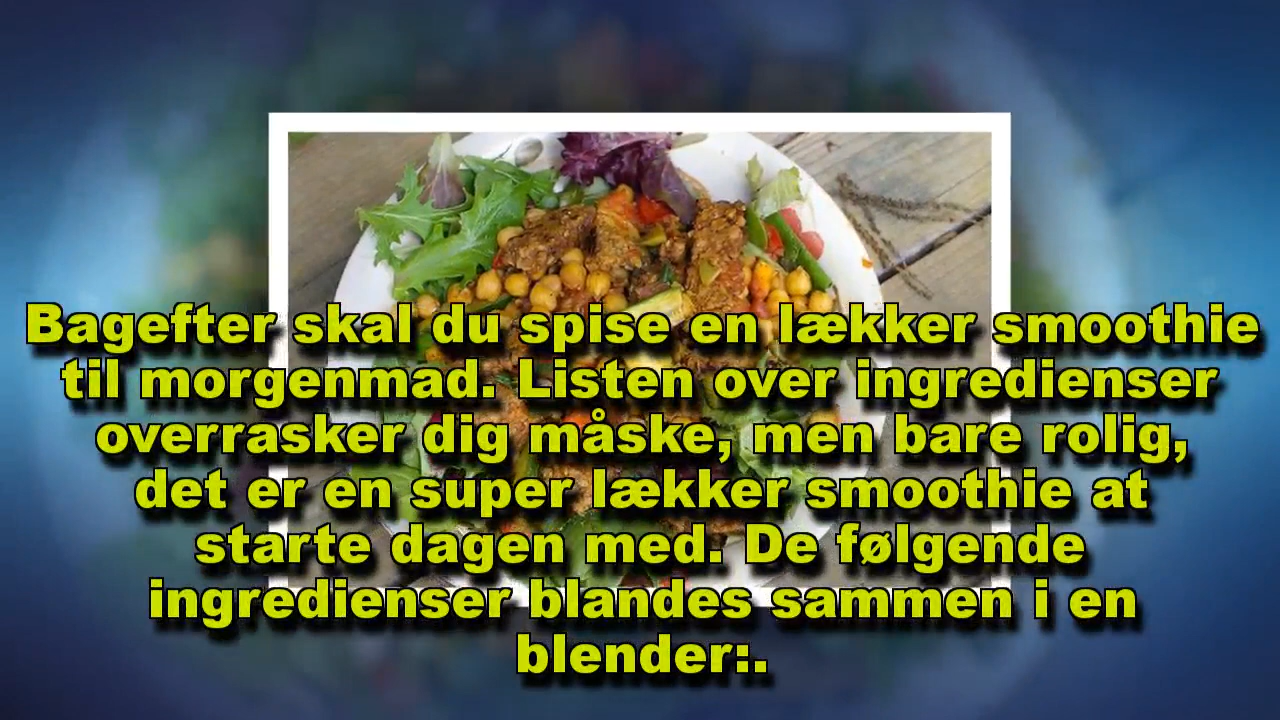 Bagefter skal du spise en lækker smoothie
til morgenmad. Listen over ingredienser
overrasker dig måske, men bare rolig,
det er en super lækker smoothie at
starte dagen med. De følgende
ingredienser blandes sammen i en
blender:.